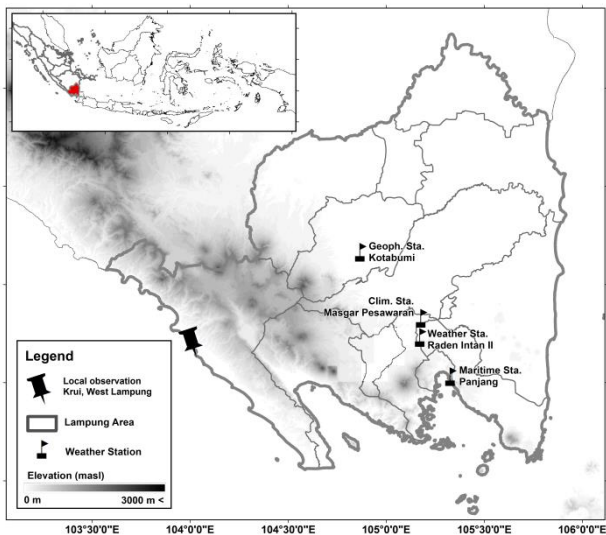 Geoph. Sta.
Kotabumi
Clim. Sta.
Masgar Pesawaran
Weather Sta.
Raden Intan II
Maritime Sta.
Panjang
Legend
Local observation
Krui, West Lampung
Lampung Area
Weather Station
Elevation (masl)
0 m 3000 m <
103°30'0"E 104°0'0"E 104°30'0"E 105°0'0"E 105°30'0"E 106°0'0"E